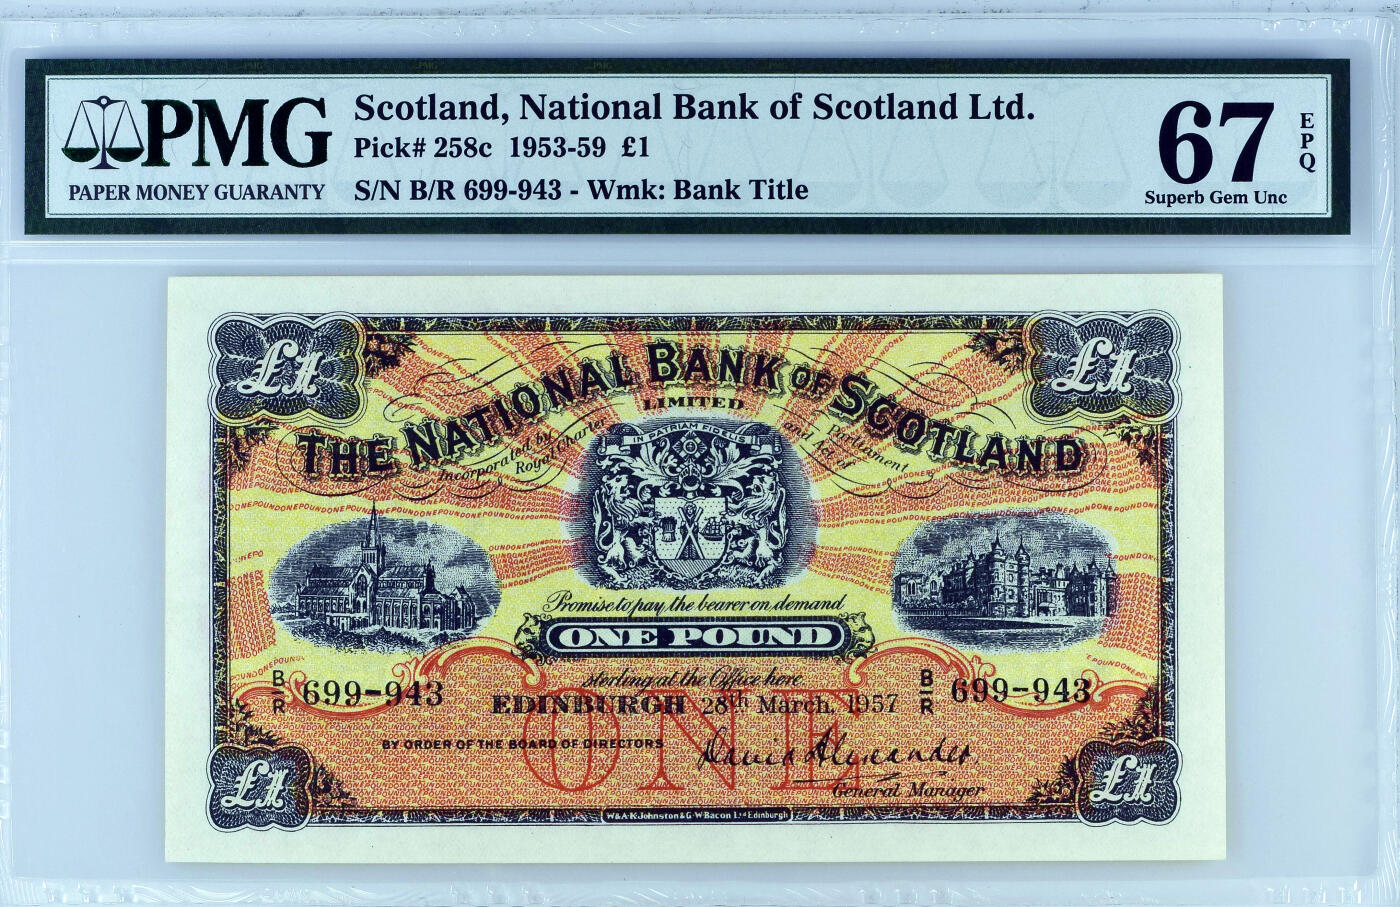 PMG
PAPER MONEY GUARANTY
Scotland, National Bank of Scotland Ltd.
Pick# 258c 1953-59 £1
S/N B/R 699-943 - Wmk: Bank Title
67
EPQ
Superb Gem Unc
£1
£1
THE NATIONAL BANK OF SCOTLAND
LIMITED
Incorporated by Royal Charter
and Act of Parliament
IN PATRIAM FIDELIS
Promise to pay the bearer on demand
ONE POUND
sterling at the Office here
B/R 699-943
EDINBURGH 28th March, 1957
B/R 699-943
BY ORDER OF THE BOARD OF DIRECTORS
David Alexander
ONE
General Manager
£1
£1
W.& A.K. Johnston & G.W. Bacon Ltd Edinburgh